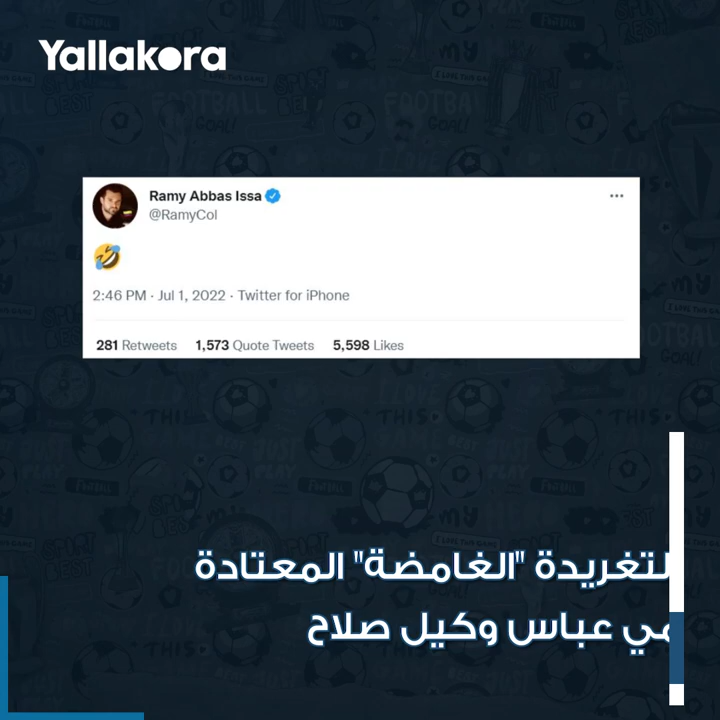 Yallakora
Ramy Abbas Issa
@RamyCol
🤣
2:46 PM · Jul 1, 2022 · Twitter for iPhone
281 Retweets 1,573 Quote Tweets 5,598 Likes
"الغامضة" المعتادة
عباس وكيل صلاح